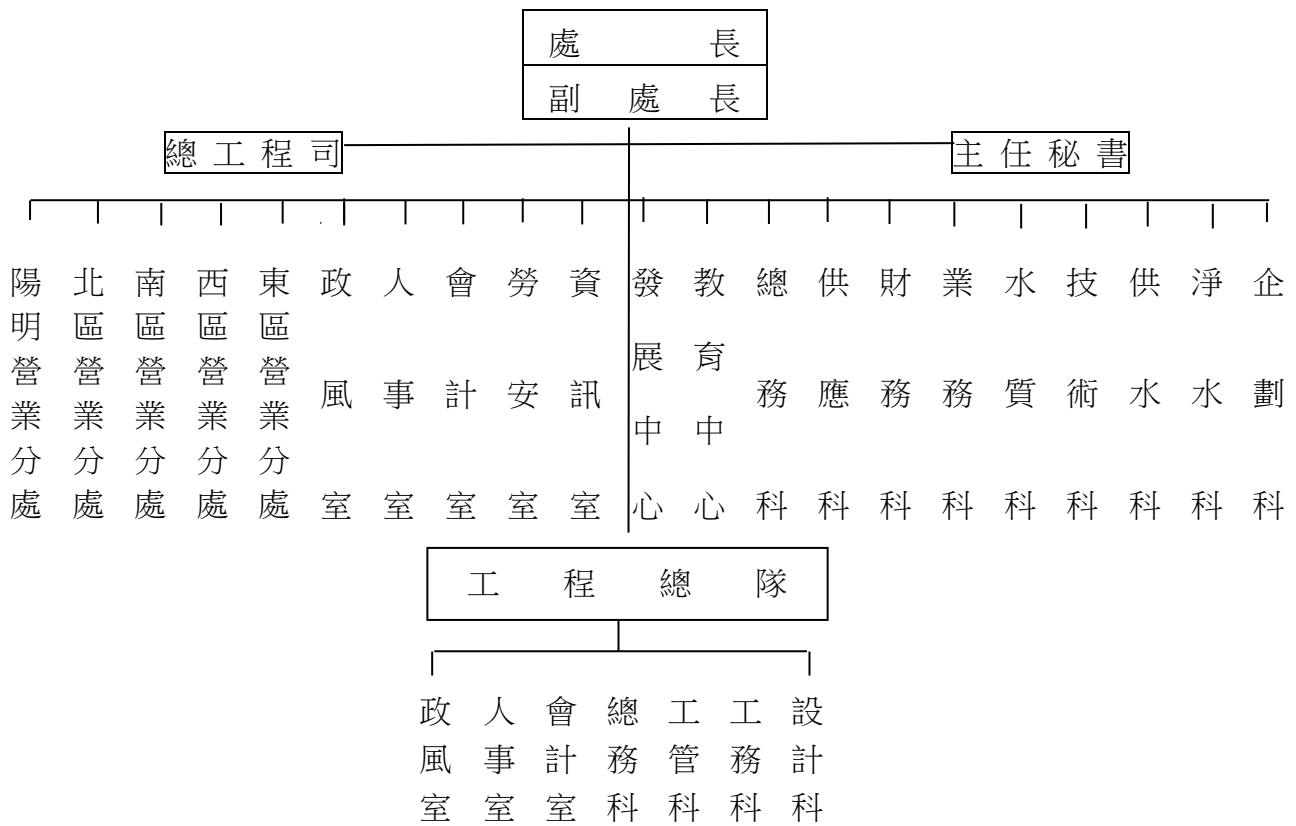 處長
副處長
總工程司
主任秘書
陽明營業分處
北區營業分處
南區營業分處
西區營業分處
東區營業分處
政風室
人事室
會計室
勞安室
資訊室
發展中心
教育中心
總務科
供應科
財務科
業務科
水質科
技術科
供水科
淨水科
企劃科
工程總隊
政風室
人事室
會計室
總務科
工管科
工務科
設計科